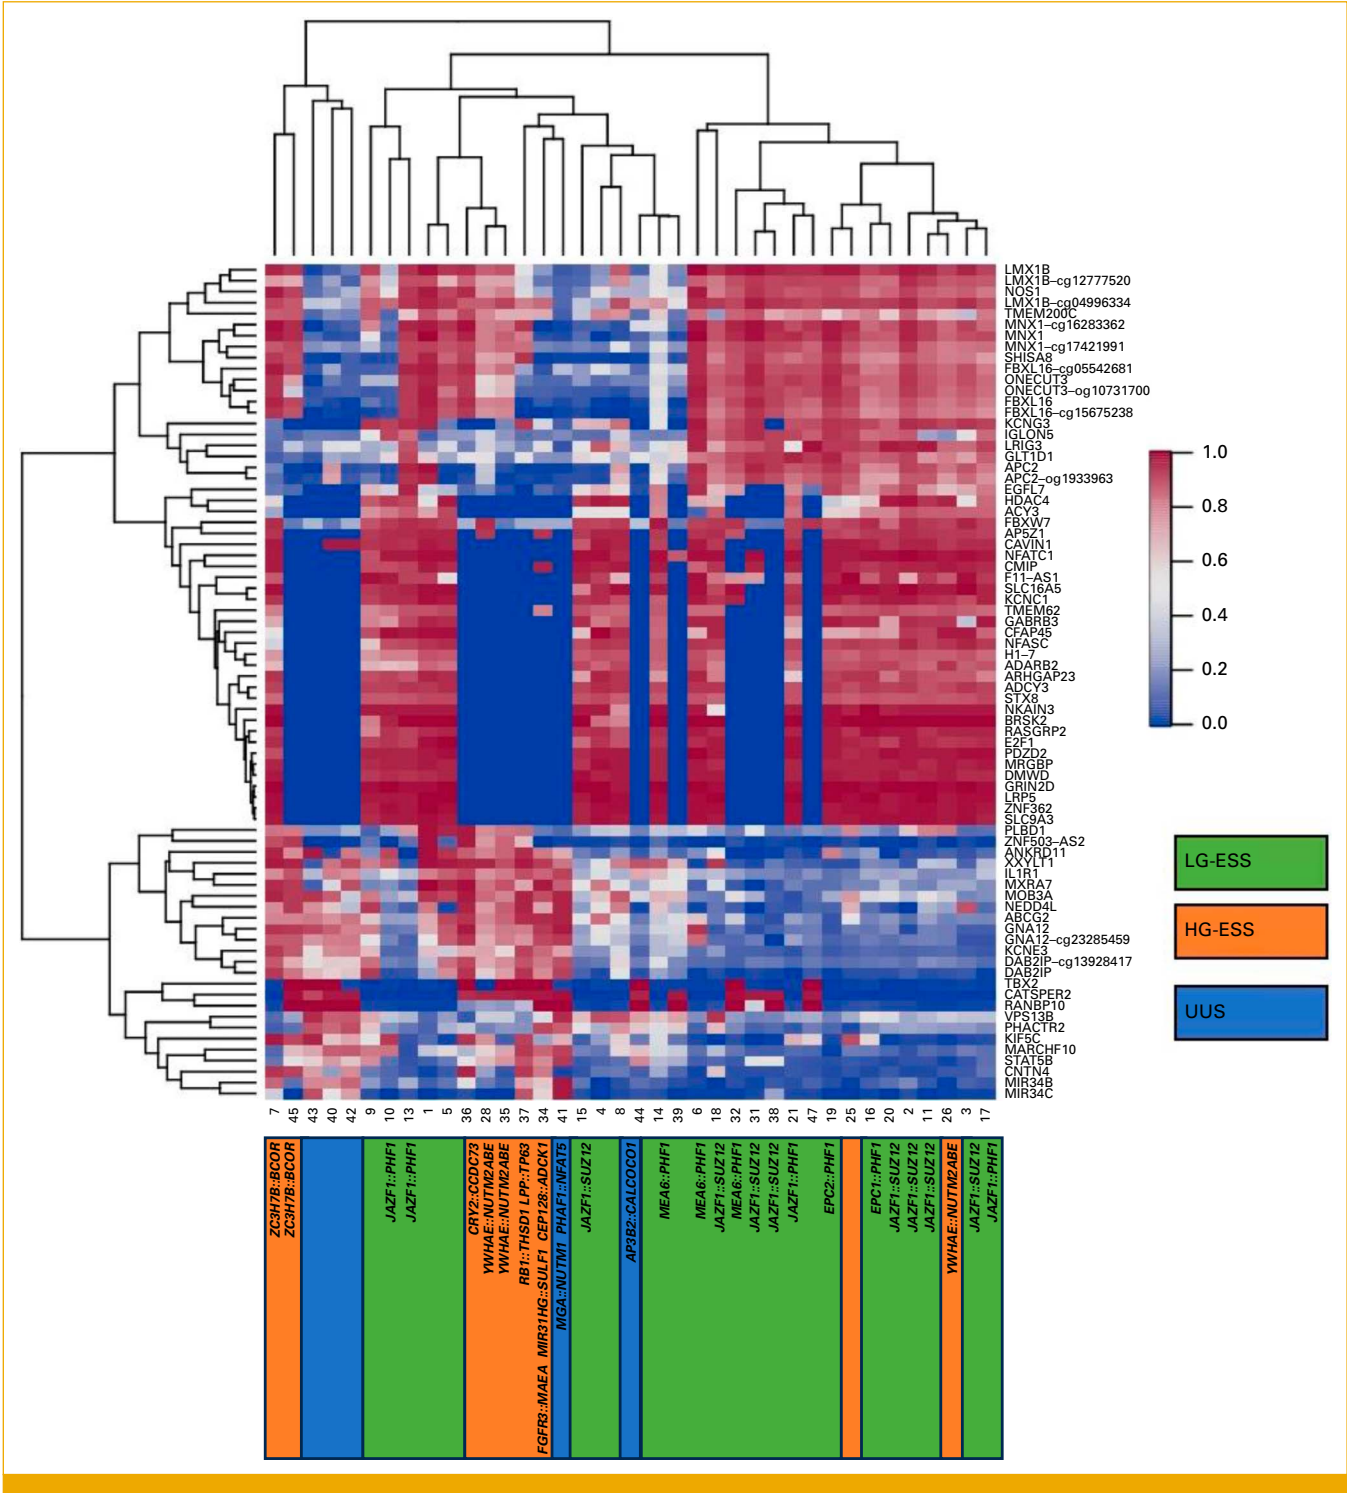 LMX1B
LMX1B–cg12777520
NOS1
LMX1B–cg04996334
TMEM200C
MNX1–cg16283362
MNX1
MNX1–cg17421991
SHISA8
FBXL16–cg05542681
ONECUT3
ONECUT3–og10731700
FBXL16
FBXL16–cg15675238
KCNG3
IGLON5
LRIG3
GLT1D1
APC2
APC2–og1933963
EGFL7
HDAC4
ACY3
FBXW7
AP5Z1
CAVIN1
NFATC1
CMIP
F11–AS1
SLC16A5
KCNC1
TMEM62
GABRB3
CFAP45
NFASC
H1–7
ADARB2
ARHGAP23
ADCY3
STX8
NKAIN3
BRSK2
RASGRP2
E2F1
PDZD2
MRGBP
DMWD
GRIN2D
LRP5
ZNF362
SLC9A3
PLBD1
ZNF503–AS2
ANKRD11
XXYLT1
IL1R1
MXRA7
MOB3A
NEDD4L
ABCG2
GNA12
GNA12–cg23285459
KCNE3
DAB2IP–cg13928417
DAB2IP
TBX2
CATSPER2
RANBP10
VPS13B
PHACTR2
KIF5C
MARCHF10
STAT5B
CNTN4
MIR34B
MIR34C
1.0
0.8
0.6
0.4
0.2
0.0
LG-ESS
HG-ESS
UUS
7 45 43 40 42 9 10 13 1 5 36 28 35 37 34 41 15 4 8 44 14 39 6 18 32 31 38 21 47 19 25 16 20 2 11 26 3 17
ZC3H7B::BCOR
ZC3H7B::BCOR
JAZF1::PHF1
JAZF1::PHF1
CRY2::CCDC73
YWHAE::NUTM2ABE
YWHAE::NUTM2ABE
RB1::THSD1 LPP::TP63
FGFR3::MAEA MIR31HG::SULF1 CEP128::ADCK1
MGA::NUTM1 PHAF1::NFAT5
JAZF1::SUZ12
AP3B2::CALCOCO1
MEA6::PHF1
MEA6::PHF1
JAZF1::SUZ12
MEA6::PHF1
JAZF1::SUZ12
JAZF1::SUZ12
JAZF1::PHF1
EPC2::PHF1
EPC1::PHF1
JAZF1::SUZ12
JAZF1::SUZ12
JAZF1::SUZ12
YWHAE::NUTM2ABE
JAZF1::SUZ12
JAZF1::PHF1